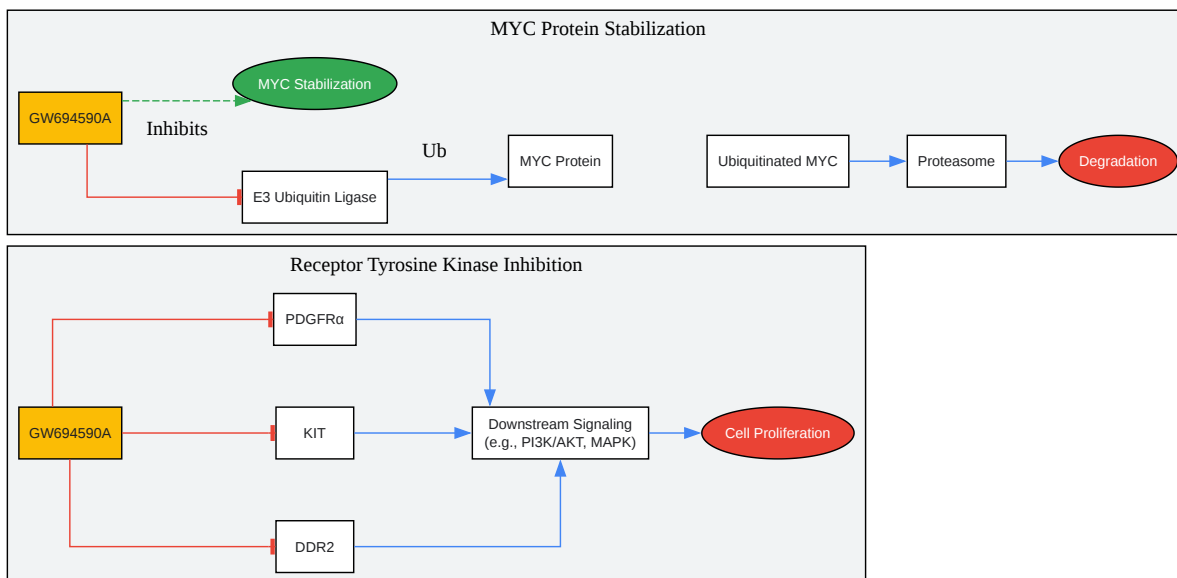 MYC Protein Stabilization
MYC Stabilization
GW694590A
Inhibits
Ub
MYC Protein
Ubiquitinated MYC
Proteasome
Degradation
E3 Ubiquitin Ligase
Receptor Tyrosine Kinase Inhibition
PDGFRα
GW694590A
KIT
Downstream Signaling
(e.g., PI3K/AKT, MAPK)
Cell Proliferation
DDR2